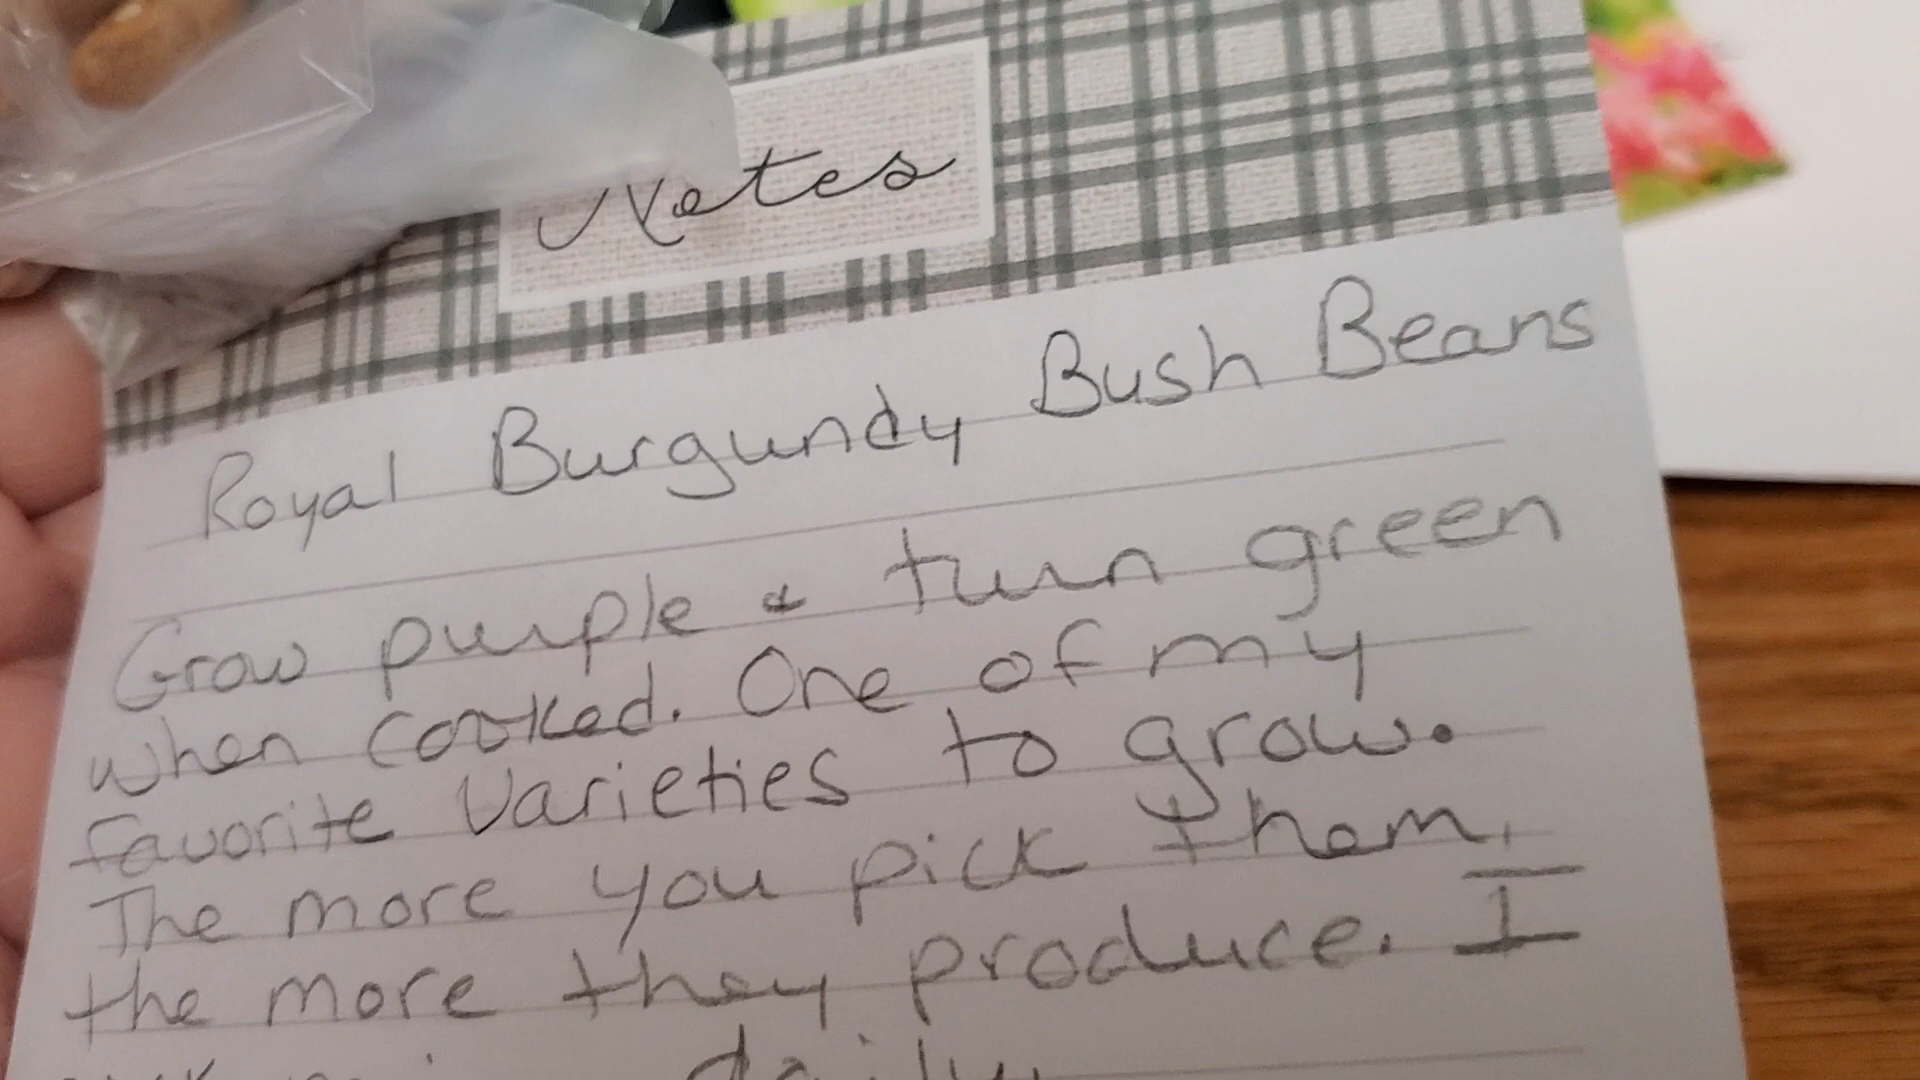 Notes
Royal Burgundy Bush Beans
Grow purple & turn green
when cooked. One of my
favorite varieties to grow.
The more you pick them,
the more they produce. I
daily.